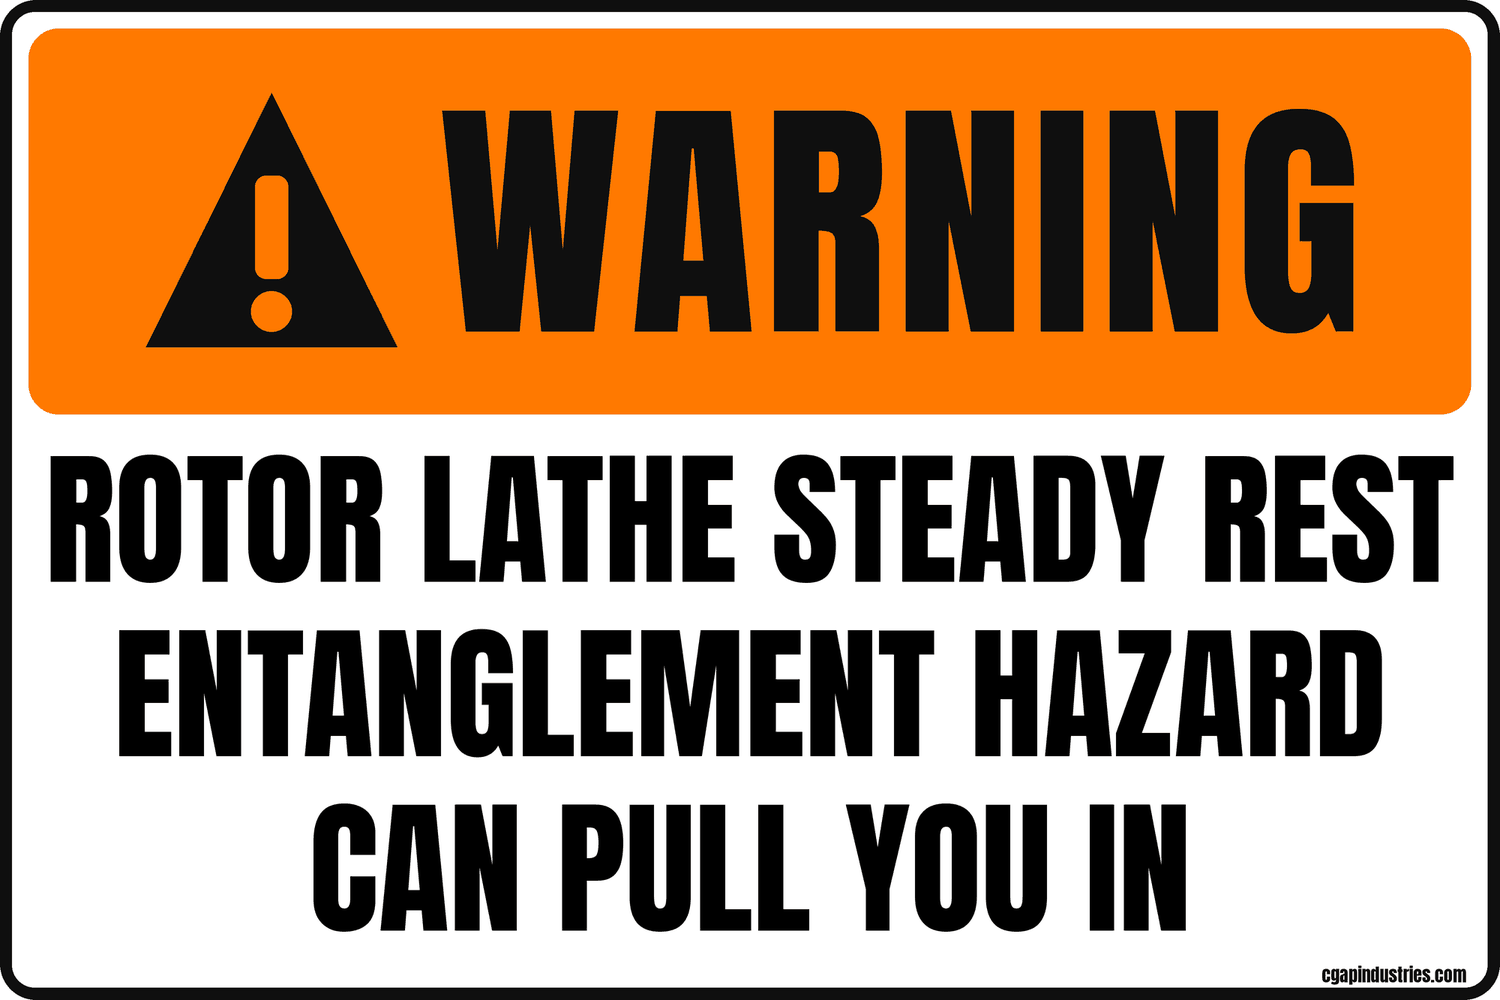 WARNING
ROTOR LATHE STEADY REST
ENTANGLEMENT HAZARD
CAN PULL YOU IN
cgapindustries.com